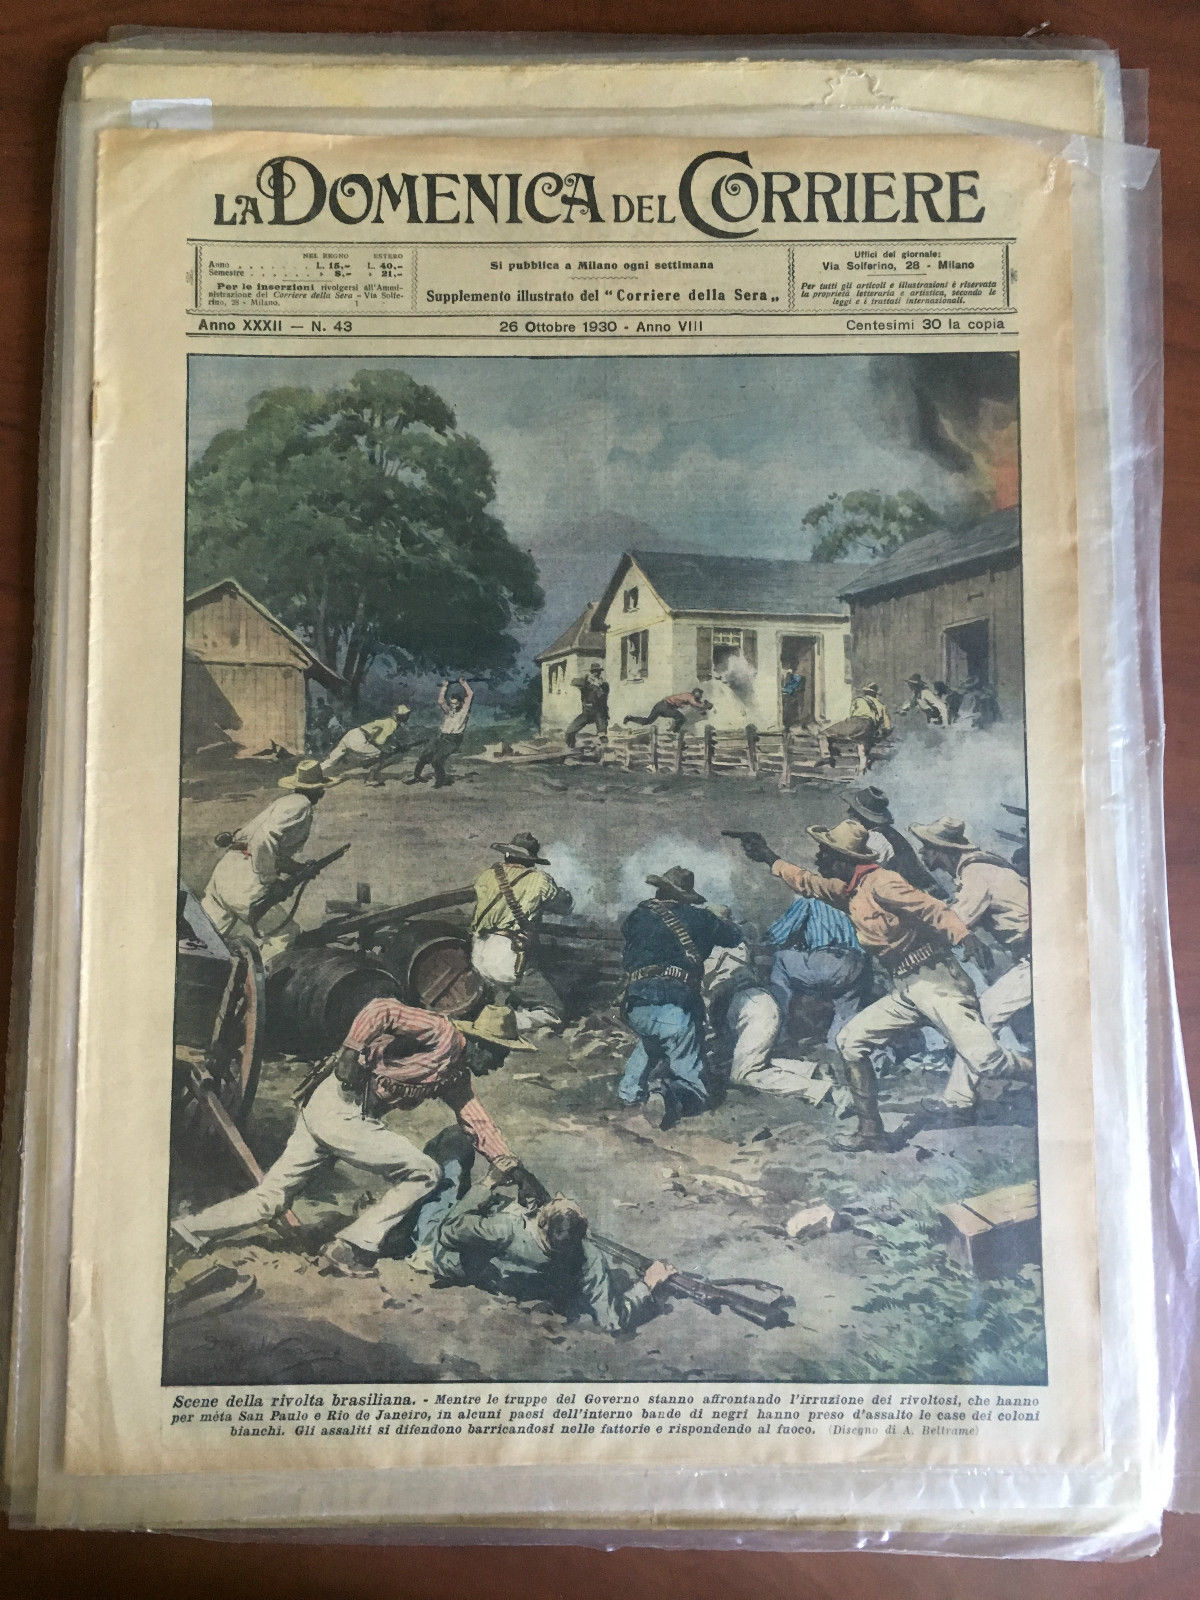 LA DOMENICA DEL CORRIERE
NEL REGNO ESTERO
Anno . . . . . . . . L. 15,- L. 40,-
Semestre . . . . . . » 8,- » 21,-
Per le inserzioni rivolgersi all'Ammi-
nistrazione del Corriere della Sera - Via Solfe-
rino, 28 - Milano. 1
Si pubblica a Milano ogni settimana
Supplemento illustrato del "Corriere della Sera„
Uffici del giornale:
Via Solferino, 28 - Milano
Per tutti gli articoli e illustrazioni è riservata
la proprietà letteraria e artistica, secondo le
leggi e i trattati internazionali.
Anno XXXII — N. 43
26 Ottobre 1930 - Anno VIII
Centesimi 30 la copia
Scene della rivolta brasiliana. - Mentre le truppe del Governo stanno affrontando l'irruzione dei rivoltosi, che hanno
per mèta San Paulo e Rio de Janeiro, in alcuni paesi dell'interno bande di negri hanno preso d'assalto le case dei coloni
bianchi. Gli assaliti si difendono barricandosi nelle fattorie e rispondendo al fuoco. (Disegno di A. Beltrame)